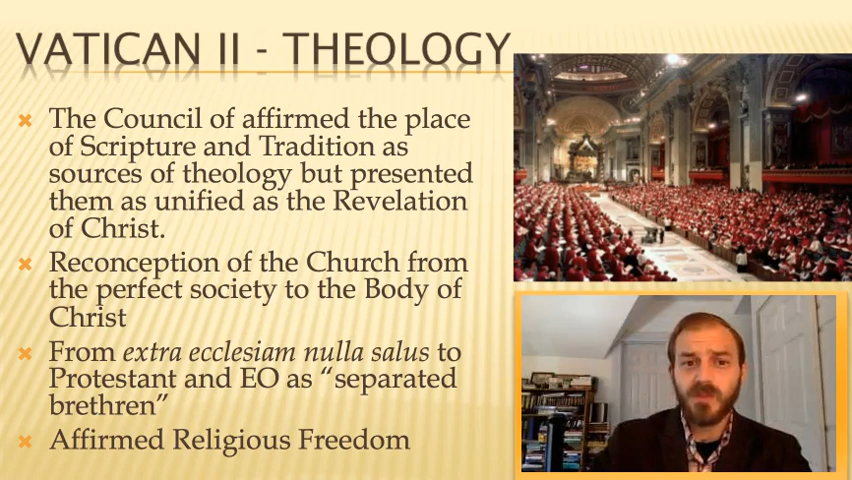 VATICAN II - THEOLOGY
The Council of affirmed the place
of Scripture and Tradition as
sources of theology but presented
them as unified as the Revelation
of Christ.
Reconception of the Church from
the perfect society to the Body of
Christ
From extra ecclesiam nulla salus to
Protestant and EO as “separated
brethren”
Affirmed Religious Freedom